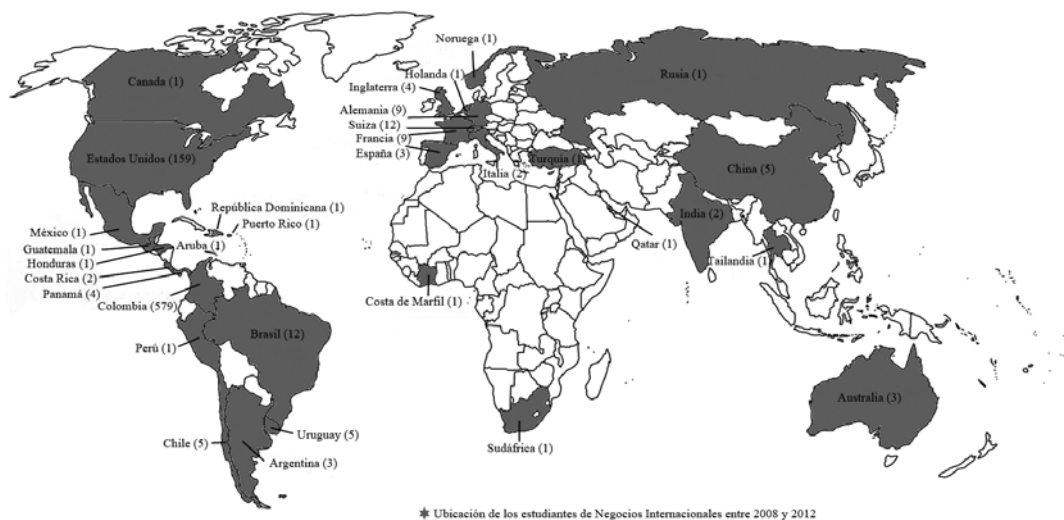 Noruega (1)
Canada (1)
Rusia (1)
Holanda (1)
Inglaterra (4)
Alemania (9)
Suiza (12)
Estados Unidos (159)
Francia (9)
España (3)
Turquía (1)
Italia (2)
China (5)
República Dominicana (1)
India (2)
Puerto Rico (1)
México (1)
Qatar (1)
Guatemala (1)
Aruba (1)
Tailandia (1)
Honduras (1)
Costa Rica (2)
Panamá (4)
Colombia (579)
Costa de Marfil (1)
Brasil (12)
Perú (1)
Australia (3)
Uruguay (5)
Chile (5)
Sudáfrica (1)
Argentina (3)
Ubicación de los estudiantes de Negocios Internacionales entre 2008 y 2012